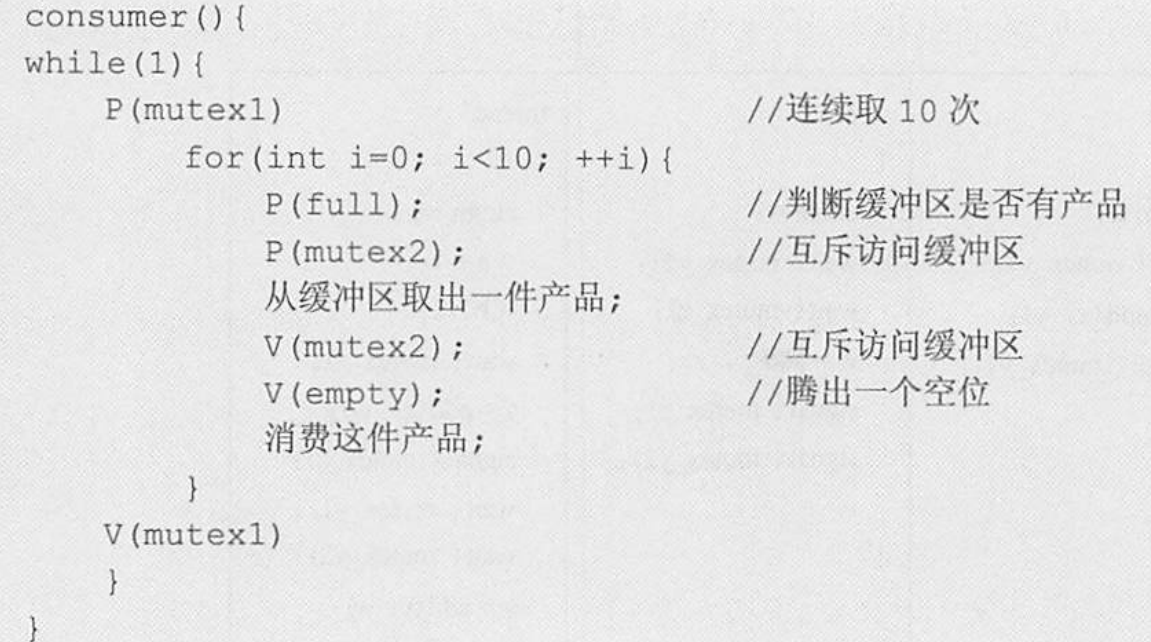 consumer(){
while(1){
P(mutex1) //连续取 10 次
for(int i=0; i<10; ++i){
P(full); //判断缓冲区是否有产品
P(mutex2); //互斥访问缓冲区
从缓冲区取出一件产品;
V(mutex2); //互斥访问缓冲区
V(empty); //腾出一个空位
消费这件产品;
}
V(mutex1)
}
}